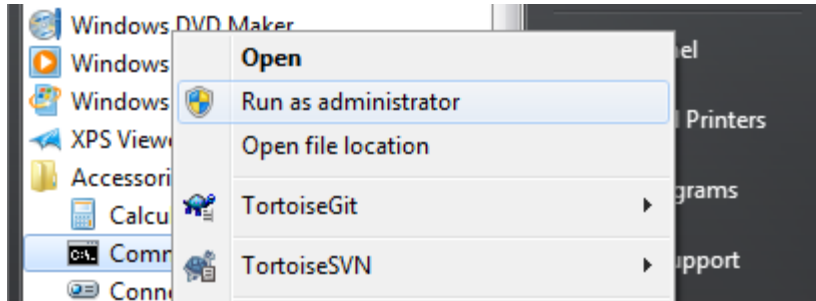 Windows DVD Maker
Windows
Windows
XPS View
Accessori
Calcu
Comm
Conn
Open
Run as administrator
Open file location
TortoiseGit
TortoiseSVN
el
Printers
grams
upport